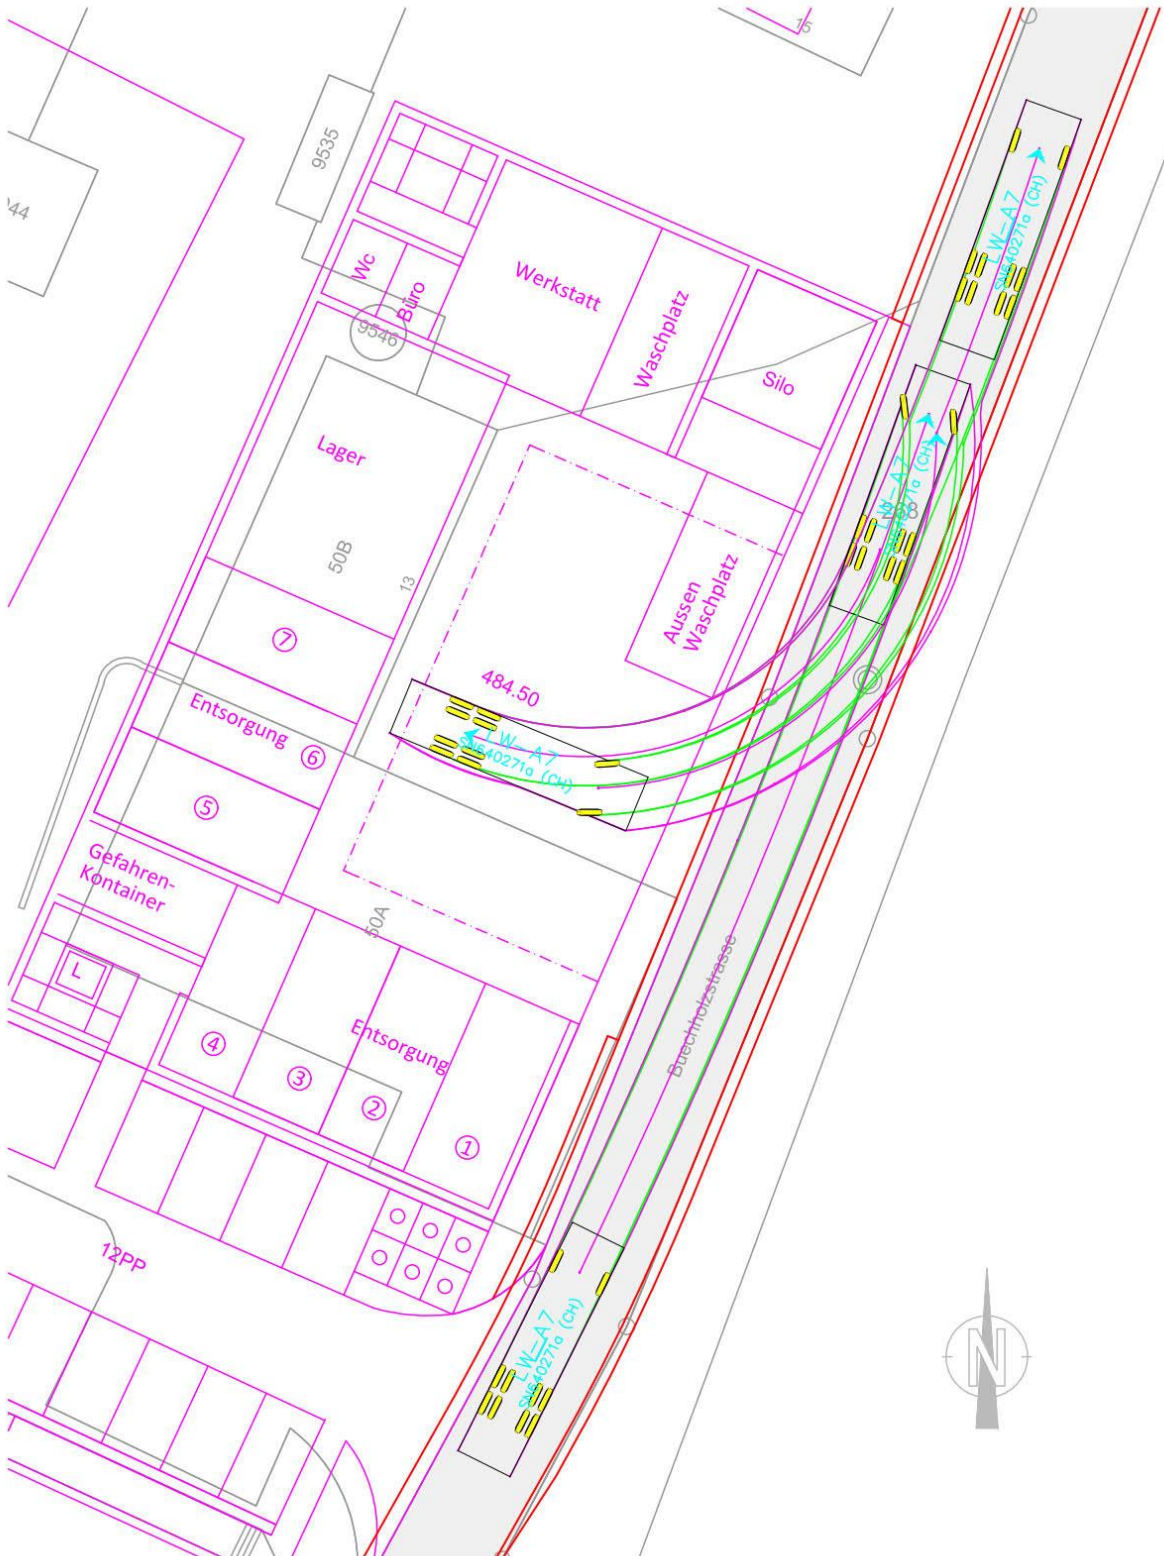 15
9535
44
LW-A7
SN640271a (CH)
Wc
Büro
Werkstatt
Waschplatz
Silo
9546
Lager
LW-A7
SN640271a (CH)
50B
13
Aussen
Waschplatz
⑦
484.50
Entsorgung
⑥
LW-A7
SN640271a (CH)
⑤
Gefahren-
Kontainer
50A
L
Buechholzstrasse
Entsorgung
④
③
②
①
12PP
LW-A7
SN640271a (CH)
N